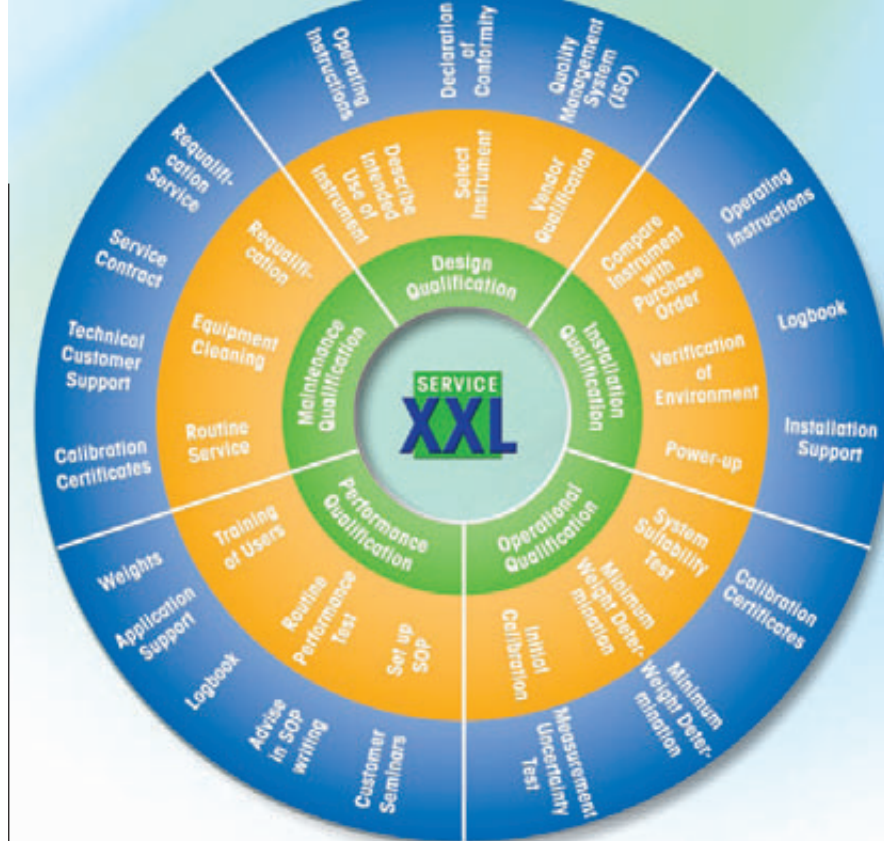 SERVICE
XXL
Design
Qualification
Installation
Qualification
Operational
Qualification
Performance
Qualification
Maintenance
Qualification
Describe
Intended
Use of
Instrument
Select
Instrument
Vendor
Qualification
Compare
Instrument
with
Purchase
Order
Verification
of
Environment
Power-up
System
Suitability
Test
Minimum
Weight Deter-
mination
Initial
Calibration
Set up
SOP
Routine
Performance
Test
Training
of Users
Routine
Service
Equipment
Cleaning
Requalifi-
cation
Operating
Instructions
Declaration
of
Conformity
Quality
Management
System
(ISO)
Operating
Instructions
Logbook
Installation
Support
Calibration
Certificates
Minimum
Weight Deter-
mination
Measurement
Uncertainty
Test
Customer
Seminars
Advise
in SOP
writing
Logbook
Application
Support
Weights
Calibration
Certificates
Technical
Customer
Support
Service
Contract
Requalifi-
cation
Service